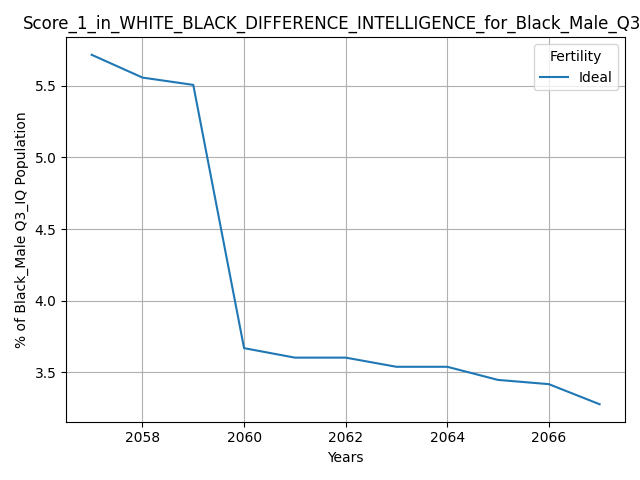 Score_1_in_WHITE_BLACK_DIFFERENCE_INTELLIGENCE_for_Black_Male_Q3
Fertility
Ideal
% of Black_Male Q3_IQ Population
5.5
5.0
4.5
4.0
3.5
2058 2060 2062 2064 2066
Years